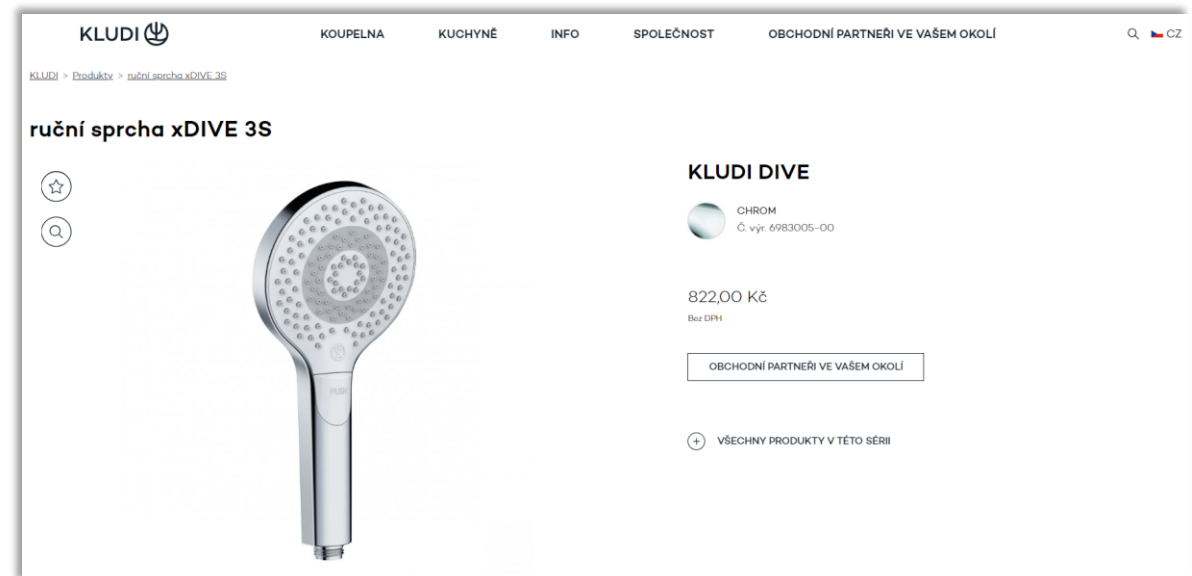 KLUDI
KOUPELNA KUCHYNĚ INFO SPOLEČNOST OBCHODNÍ PARTNEŘI VE VAŠEM OKOLÍ CZ
KLUDI > Produkty > ruční sprcha xDIVE 3S
ruční sprcha xDIVE 3S
KLUDI DIVE
CHROM
Č. výr. 6983005-00
822,00 Kč
Bez DPH
OBCHODNÍ PARTNEŘI VE VAŠEM OKOLÍ
VŠECHNY PRODUKTY V TÉTO SÉRII
PUSH